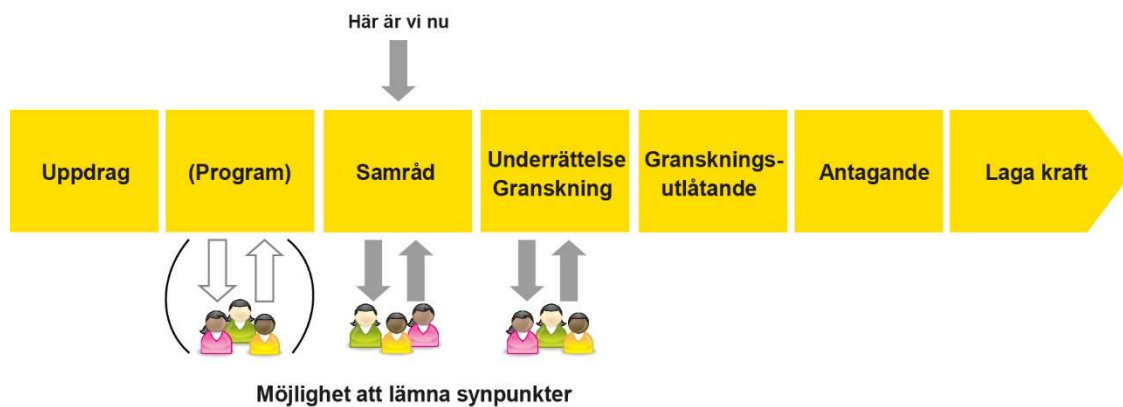 Här är vi nu
Uppdrag
(Program)
Samråd
Underrättelse
Granskning
Gransknings-
utlåtande
Antagande
Laga kraft
Möjlighet att lämna synpunkter